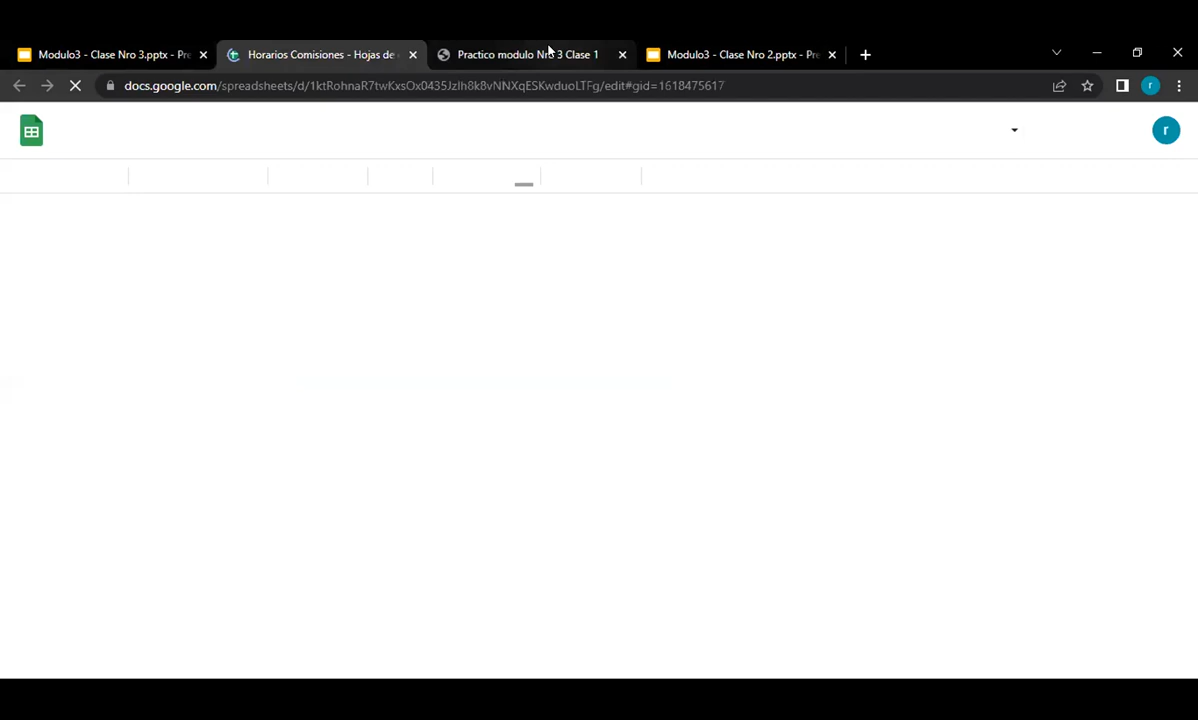 Modulo3 - Clase Nro 3.pptx - Pre
Horarios Comisiones - Hojas de
Practico modulo Nro 3 Clase 1
Modulo3 - Clase Nro 2.pptx - Pre
docs.google.com/spreadsheets/d/1ktRohnaR7twKxsOx0435JzIh8k8vNNXqESKwduoLTFg/edit#gid=1618475617
r
r